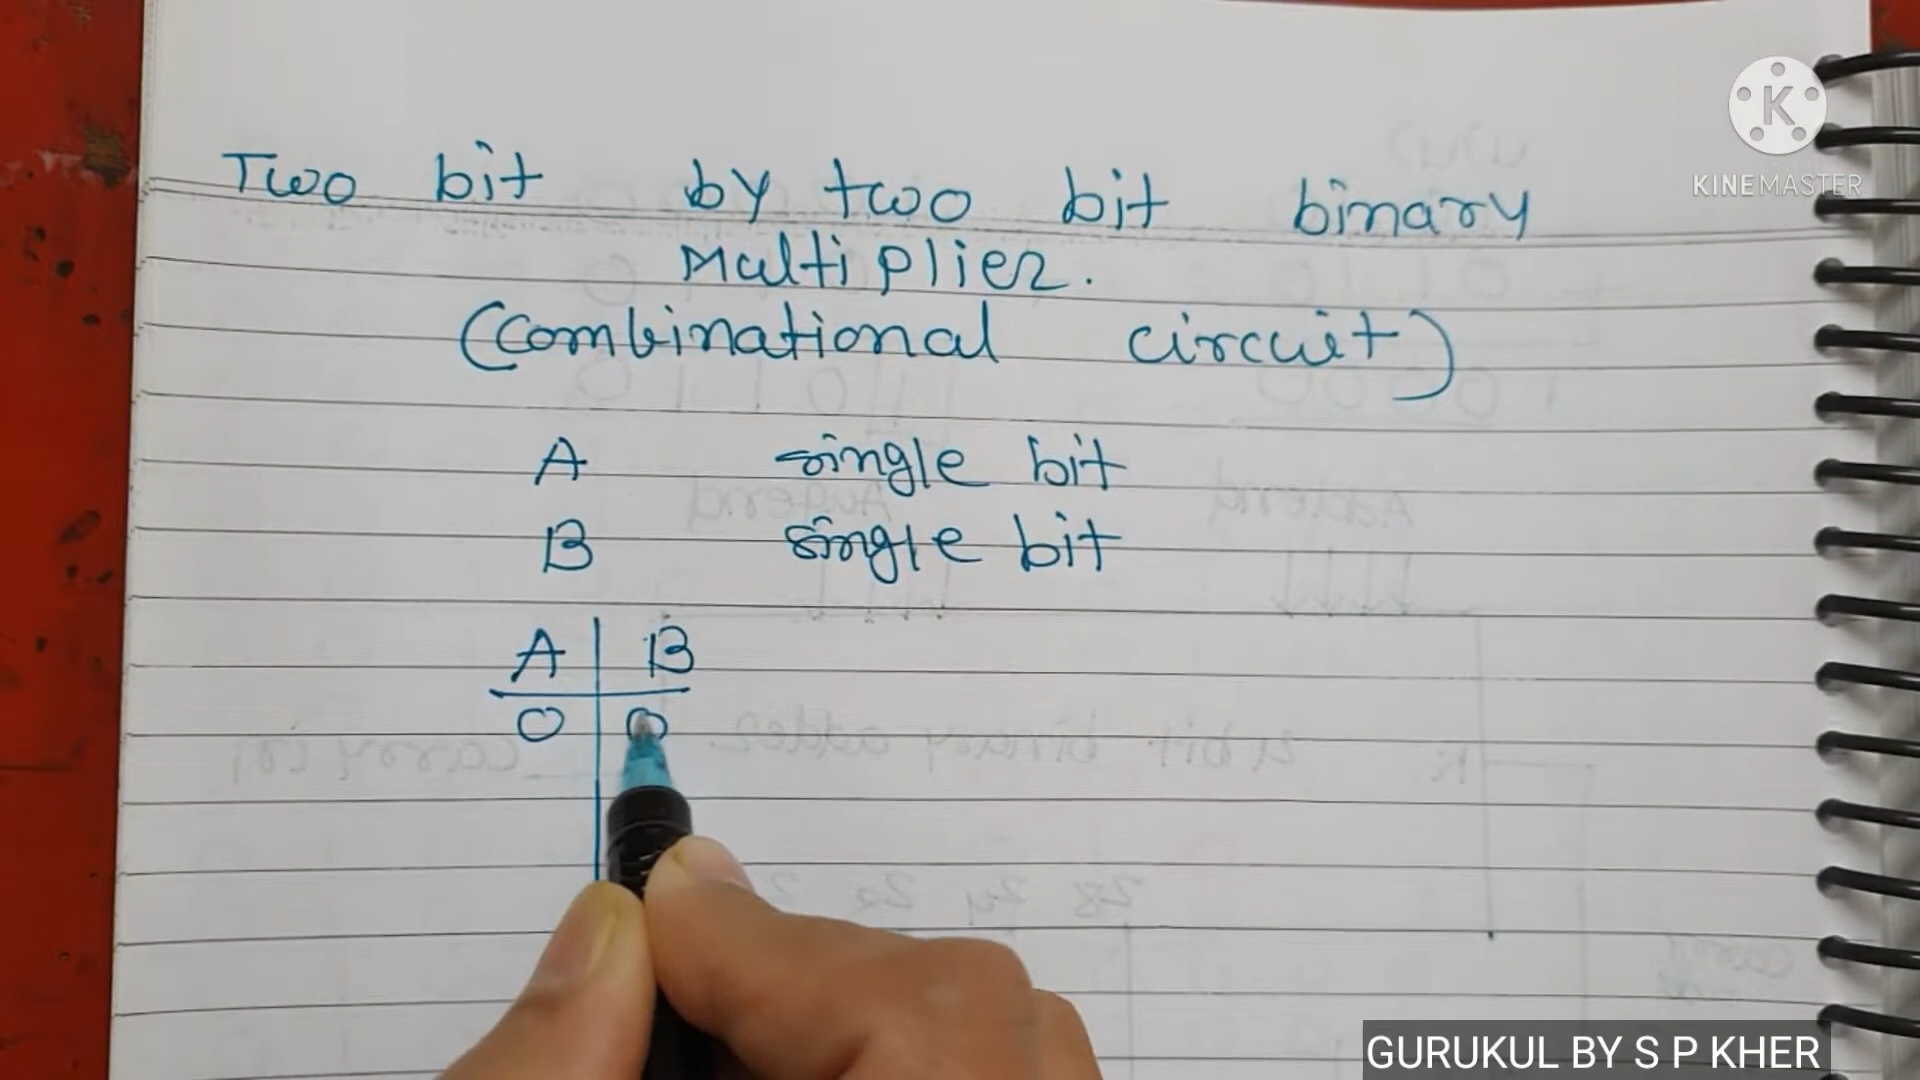 KINEMASTER
Two bit by two bit binary
Multiplier.
(combinational circuit)
A single bit
B single bit
A B
0 0
GURUKUL BY S P KHER